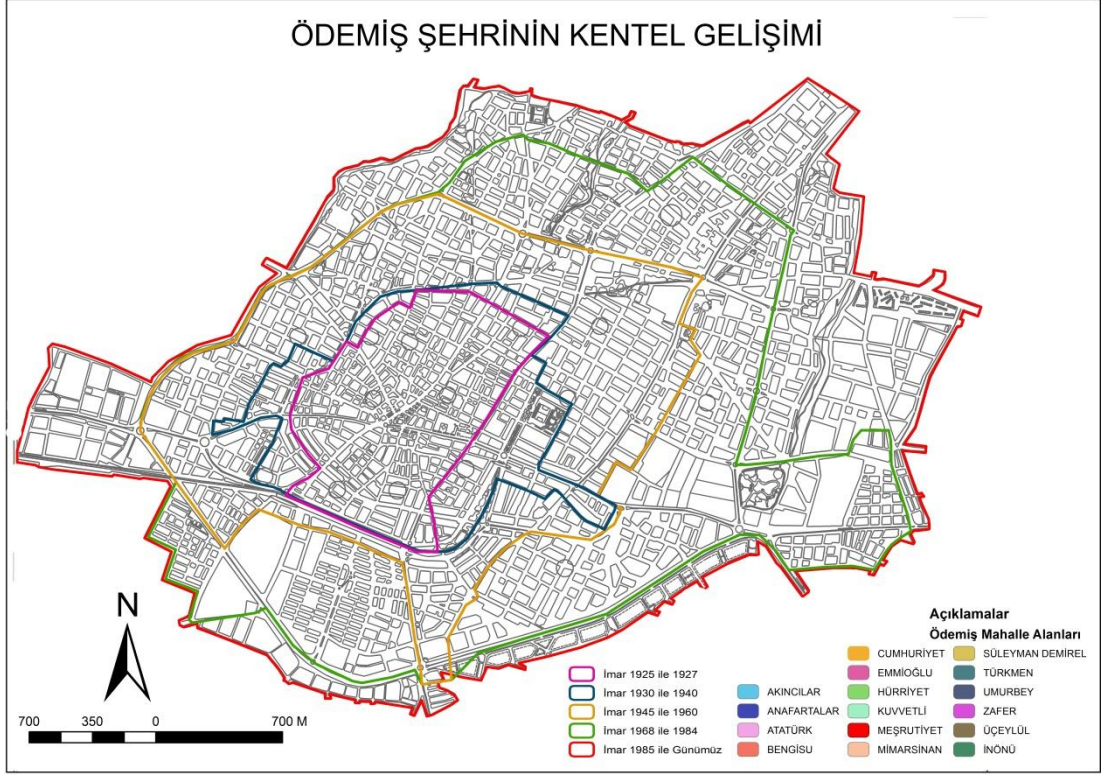 ÖDEMİŞ ŞEHRİNİN KENTEL GELİŞİMİ
N
700 350 0 700 M
İmar 1925 ile 1927
İmar 1930 ile 1940
İmar 1945 ile 1960
İmar 1968 ile 1984
İmar 1985 ile Günümüz
Açıklamalar
Ödemiş Mahalle Alanları
AKINCILAR
ANAFARTALAR
ATATÜRK
BENGİSU
CUMHURİYET
EMMİOĞLU
HÜRRİYET
KUVVETLİ
MEŞRUTİYET
MİMARSİNAN
SÜLEYMAN DEMİREL
TÜRKMEN
UMURBEY
ZAFER
ÜÇEYLÜL
İNÖNÜ